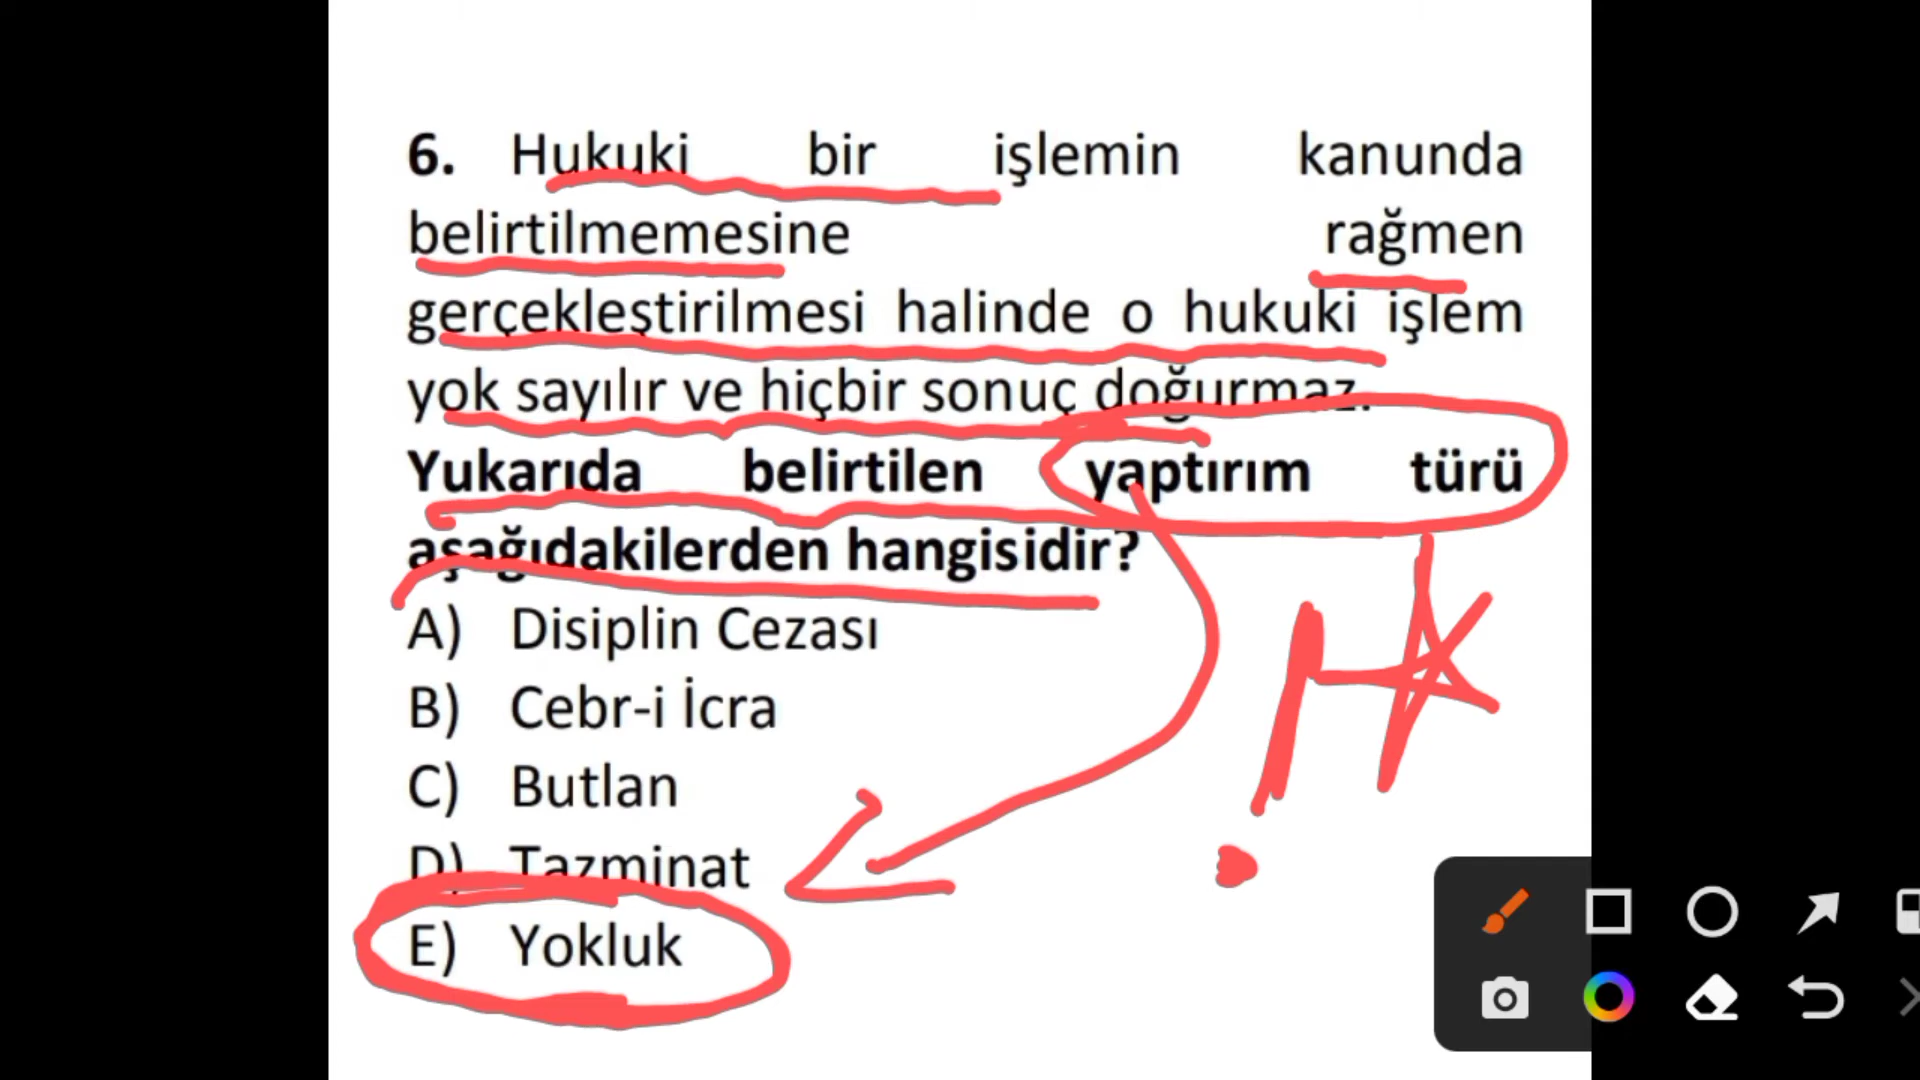 6. Hukuki bir işlemin kanunda
belirtilmemesine rağmen
gerçekleştirilmesi halinde o hukuki işlem
yok sayılır ve hiçbir sonuç doğurmaz.
Yukarıda belirtilen yaptırım türü
aşağıdakilerden hangisidir?
A) Disiplin Cezası
B) Cebr-i İcra
C) Butlan
D) Tazminat
E) Yokluk